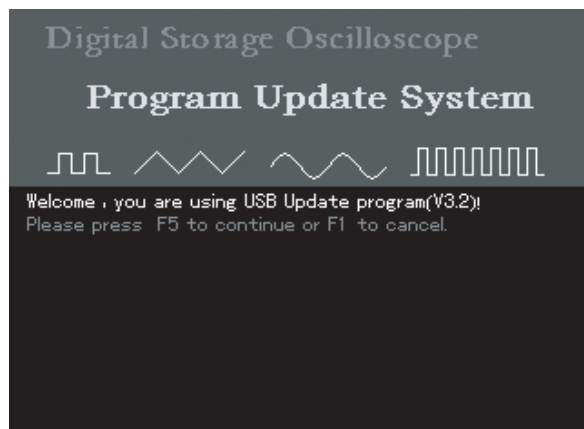 Digital Storage Oscilloscope
Program Update System
Welcome , you are using USB Update program(V3.2)!
Please press F5 to continue or F1 to cancel.